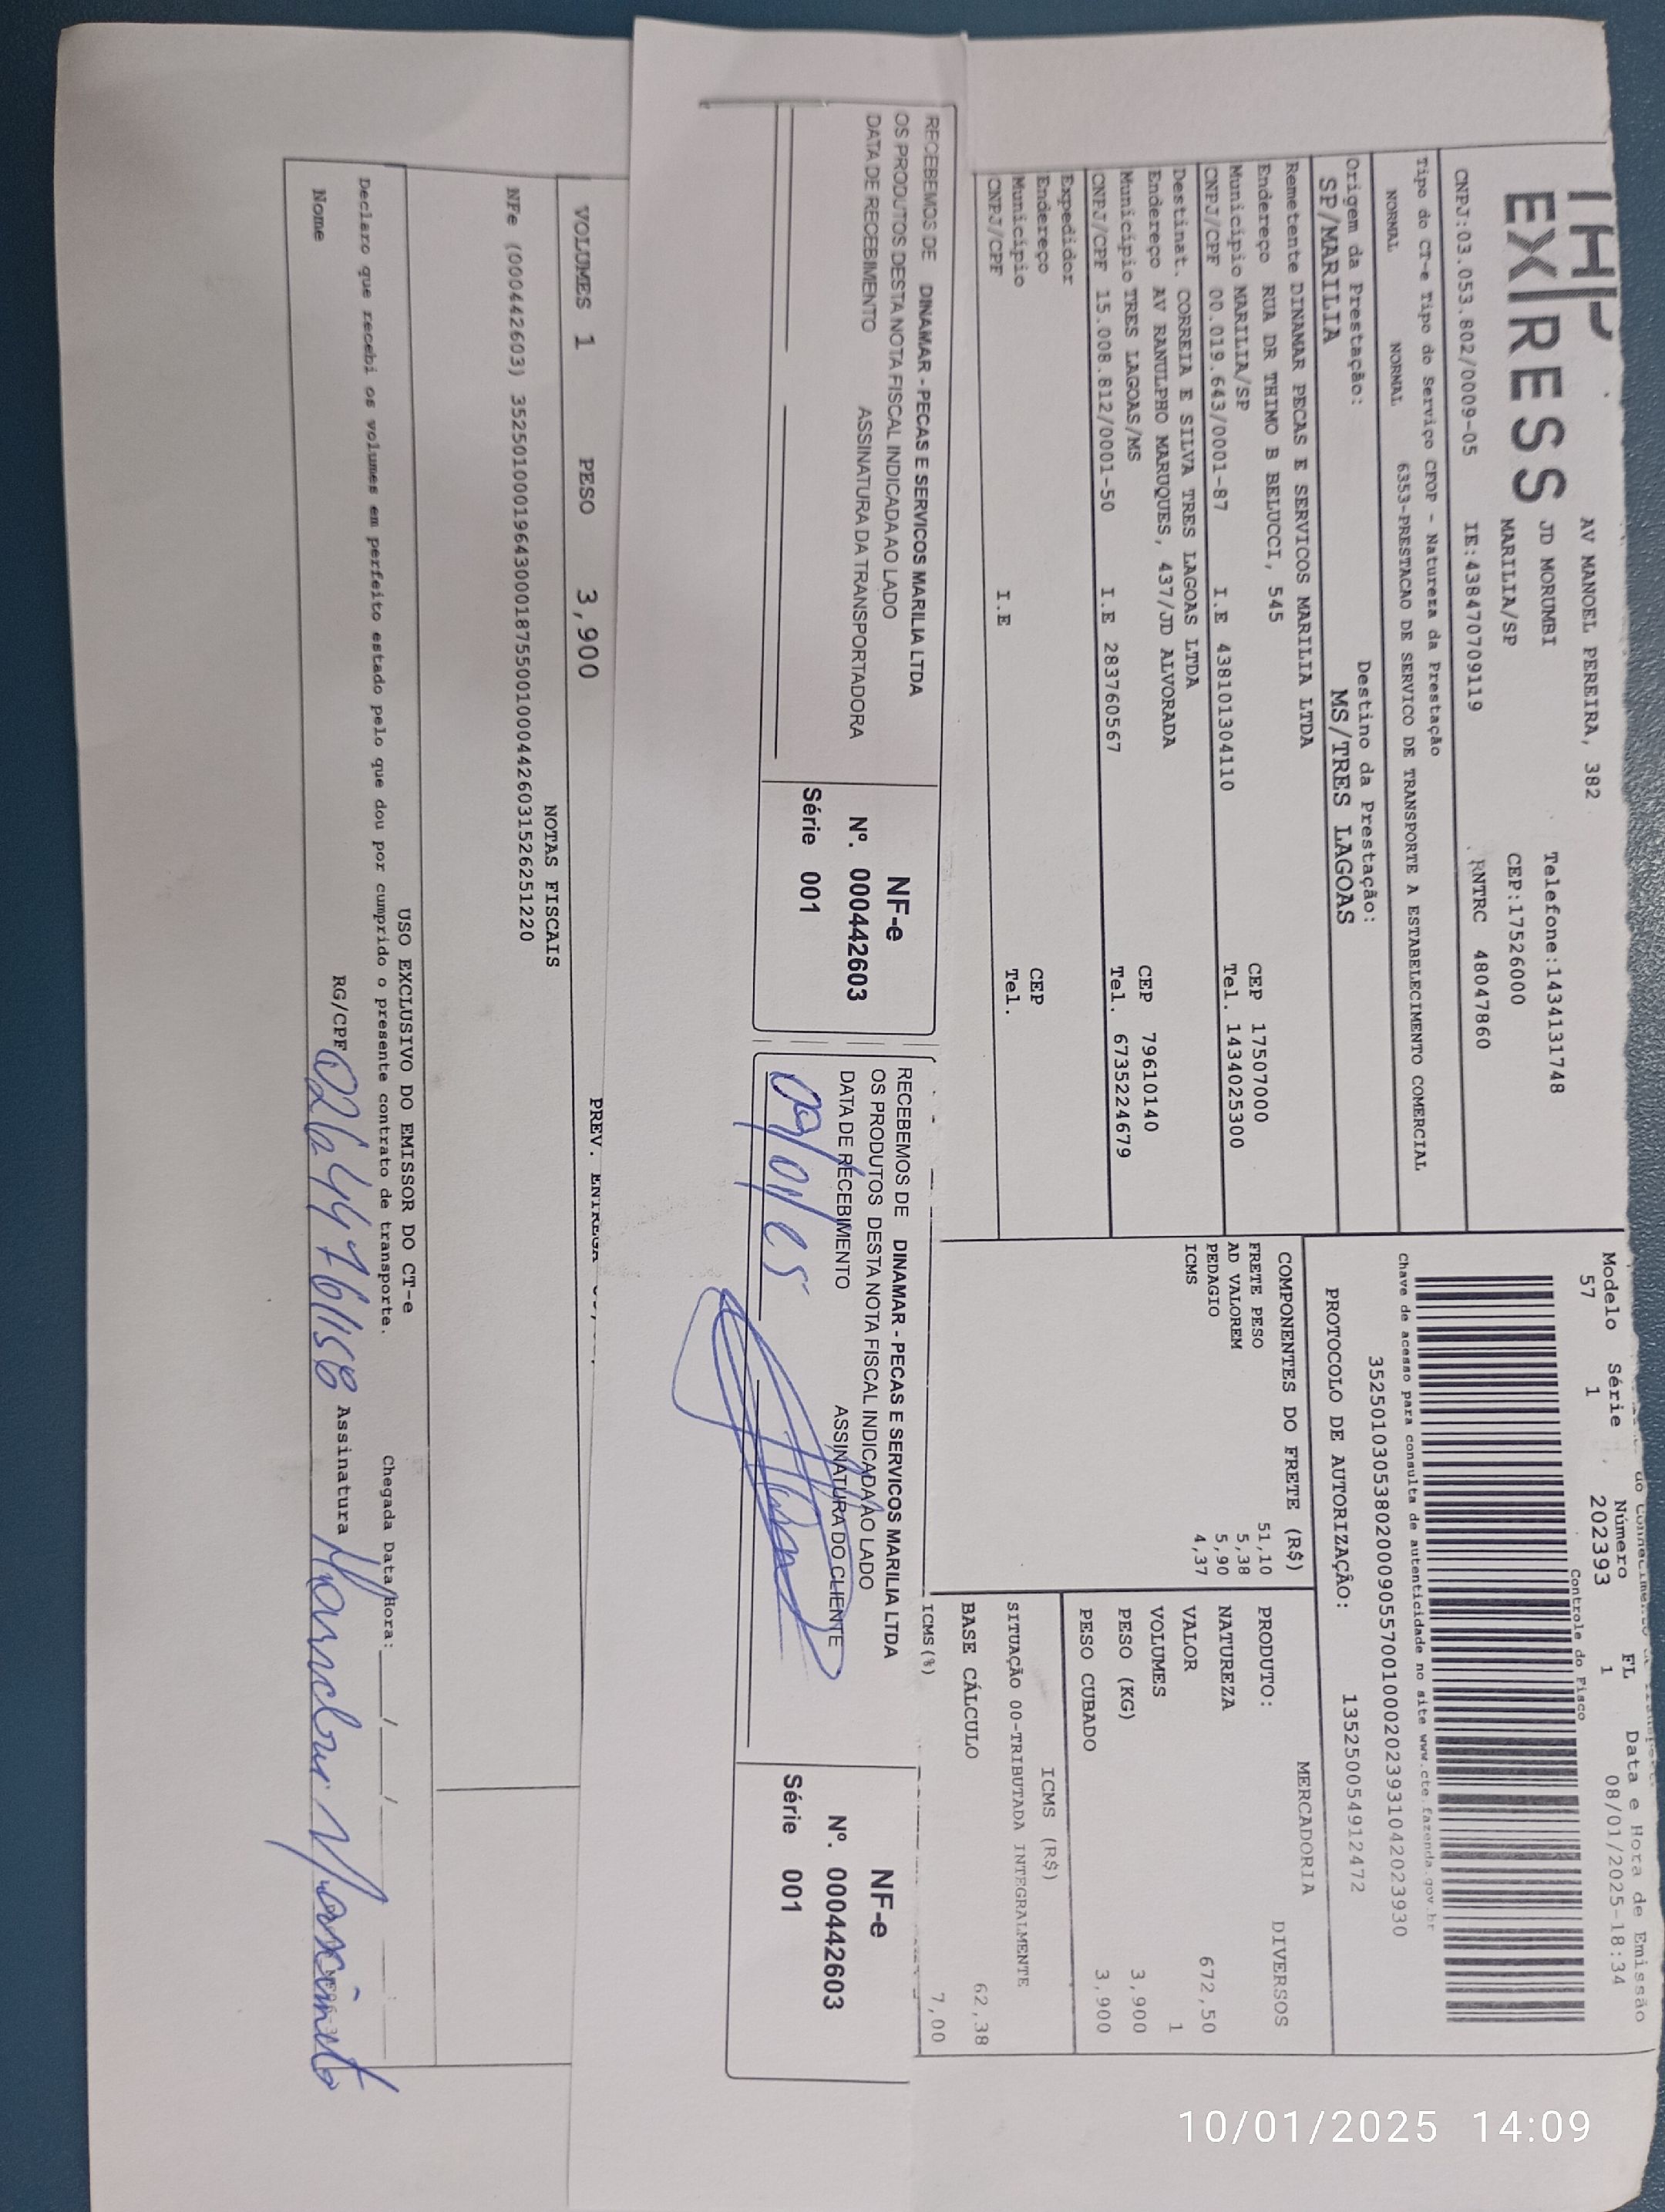 EXPRESS
AV MANOEL PEREIRA, 382
JD MORUMBI Telefone:1434131748
MARILIA/SP CEP:17526000
CNPJ:03.053.802/0009-05 IE:438470709119 RNTRC 48047860
Modelo Série Número FL Data e Hora de Emissão
57 1 202393 1 08/01/2025-18:34
Controle do Fisco
Chave de acesso para consulta de autenticidade no site www.cte.fazenda.gov.br
35250103053802000905570010002023931042023930
PROTOCOLO DE AUTORIZAÇÃO: 135250054912472
Tipo do CT-e Tipo do Serviço CFOP - Natureza da Prestação
NORMAL NORMAL 6353-PRESTACAO DE SERVICO DE TRANSPORTE A ESTABELECIMENTO COMERCIAL
Origem da Prestação: Destino da Prestação:
SP/MARILIA MS/TRES LAGOAS
Remetente DINAMAR PECAS E SERVICOS MARILIA LTDA
Endereço RUA DR THIMO B BELUCCI, 545 CEP 17507000
Município MARILIA/SP Tel. 1434025300
CNPJ/CPF 00.019.643/0001-87 I.E 438101304110
Destinat. CORREIA E SILVA TRES LAGOAS LTDA
Endereço AV RANULPHO MARUQUES, 437/JD ALVORADA CEP 79610140
Município TRES LAGOAS/MS Tel. 6735224679
CNPJ/CPF 15.008.812/0001-50 I.E 283760567
Expedidor
Endereço CEP
Município Tel.
CNPJ/CPF I.E
COMPONENTES DO FRETE (R$)
FRETE PESO 51,10
AD VALOREM 5,38
PEDAGIO 5,90
ICMS 4,37
MERCADORIA
PRODUTO: DIVERSOS
NATUREZA
VALOR 672,50
VOLUMES 1
PESO (KG) 3,900
PESO CUBADO 3,900
ICMS (R$)
SITUAÇÃO 00-TRIBUTADA INTEGRALMENTE
BASE CÁLCULO 62,38
ICMS (%) 7,00
RECEBEMOS DE DINAMAR - PECAS E SERVICOS MARILIA LTDA
OS PRODUTOS DESTA NOTA FISCAL INDICADA AO LADO
DATA DE RECEBIMENTO ASSINATURA DA TRANSPORTADORA
NF-e
Nº. 000442603
Série 001
RECEBEMOS DE DINAMAR - PECAS E SERVICOS MARILIA LTDA
OS PRODUTOS DESTA NOTA FISCAL INDICADA AO LADO
DATA DE RECEBIMENTO ASSINATURA DO CLIENTE
NF-e
Nº. 000442603
Série 001
VOLUMES 1 PESO 3,900 PREV. ENTREGA
NOTAS FISCAIS
NFe (000442603) 35250100019643000187550010004426031526251220
USO EXCLUSIVO DO EMISSOR DO CT-e
Declaro que recebi os volumes em perfeito estado pelo que dou por cumprido o presente contrato de transporte. Chegada Data/Hora: ___/___/___ ___:___
Nome RG/CPF Assinatura
10/01/2025 14:09